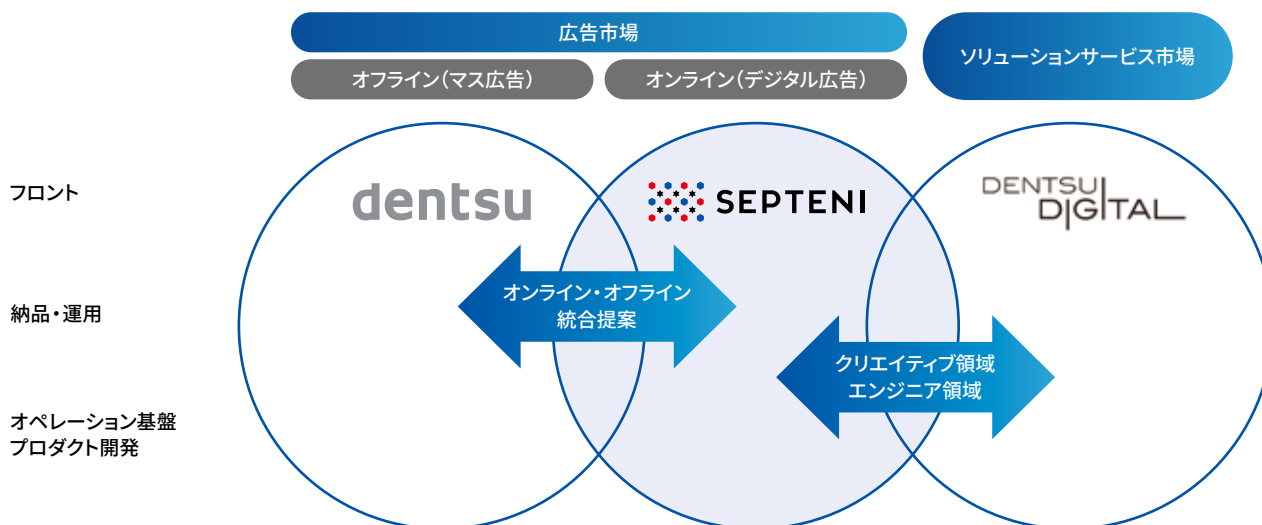 広告市場
オフライン（マス広告）
オンライン（デジタル広告）
ソリューションサービス市場
フロント
dentsu
SEPTENI
DENTSU
DIGITAL
納品・運用
オンライン・オフライン
統合提案
クリエイティブ領域
エンジニア領域
オペレーション基盤
プロダクト開発